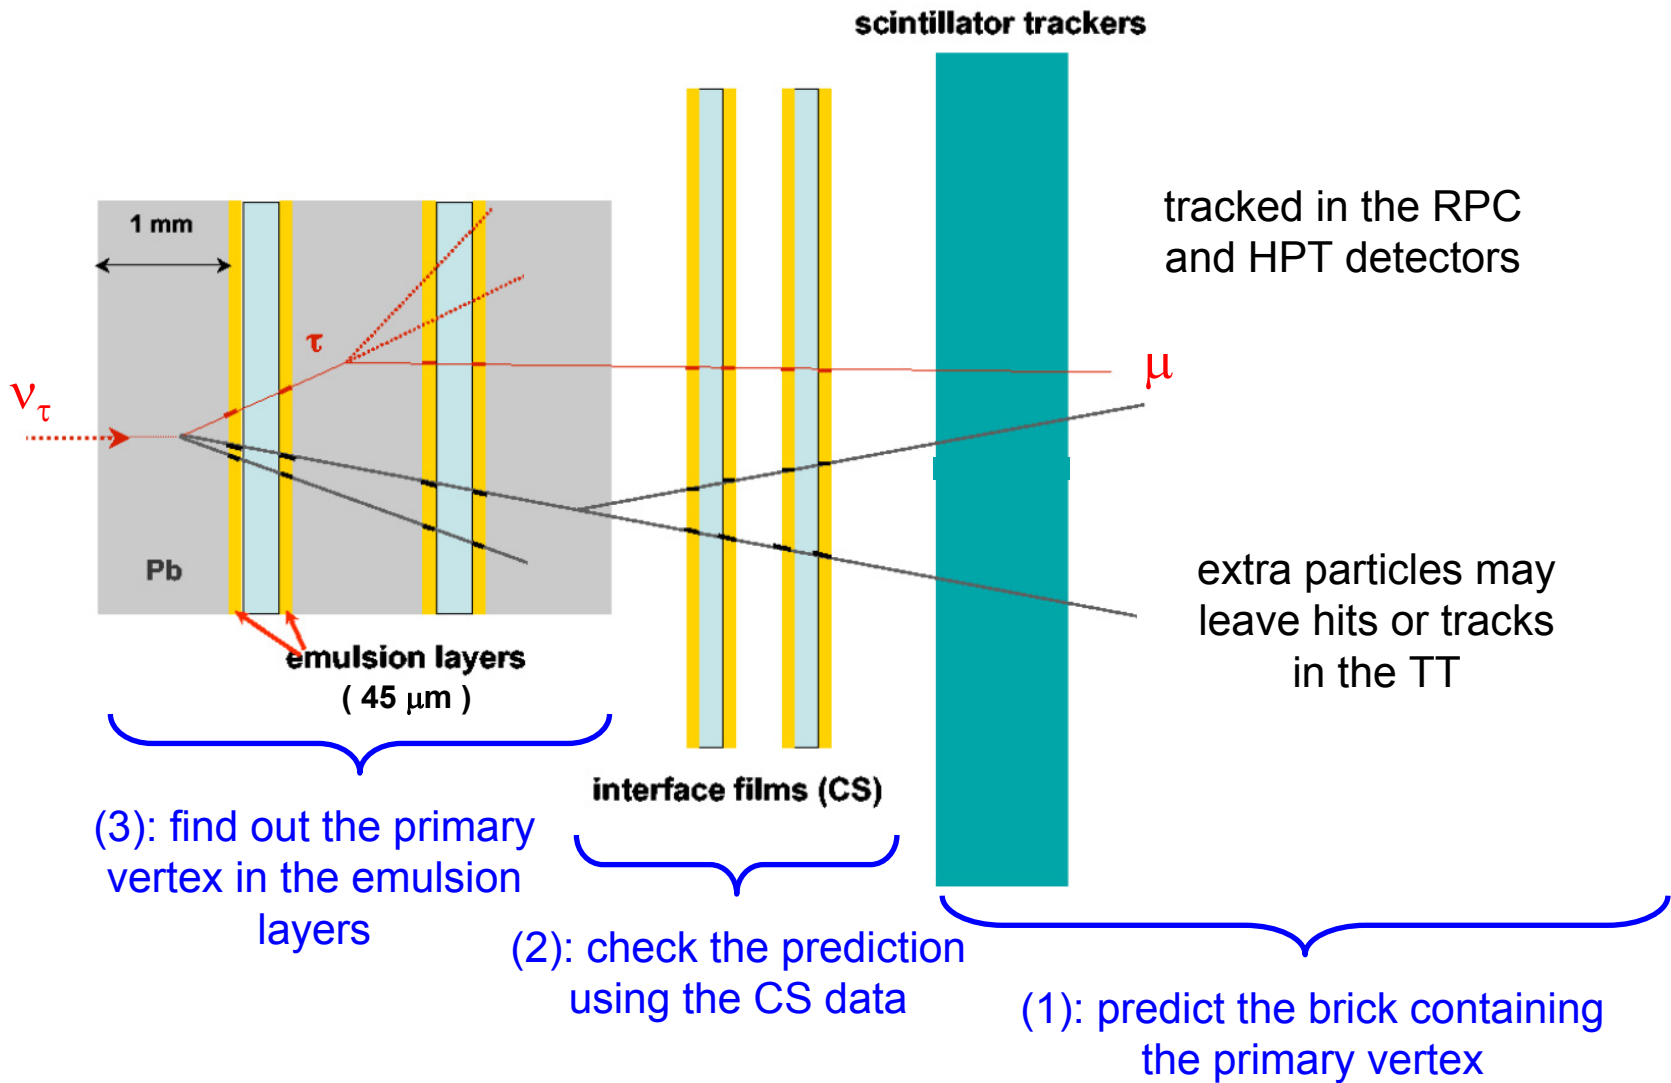 scintillator trackers
1 mm
tracked in the RPC
and HPT detectors
τ
μ
ντ
Pb
extra particles may
leave hits or tracks
in the TT
emulsion layers
( 45 μm )
interface films (CS)
(3): find out the primary
vertex in the emulsion
layers
(2): check the prediction
using the CS data
(1): predict the brick containing
the primary vertex